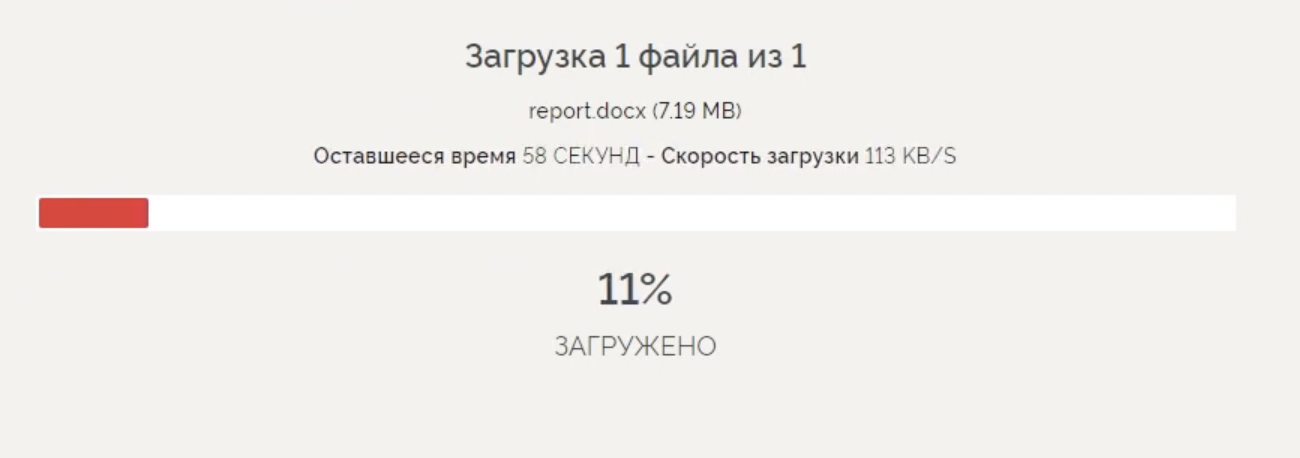 Загрузка 1 файла из 1
report.docx (7.19 MB)
Оставшееся время 58 СЕКУНД - Скорость загрузки 113 KB/S
11%
ЗАГРУЖЕНО